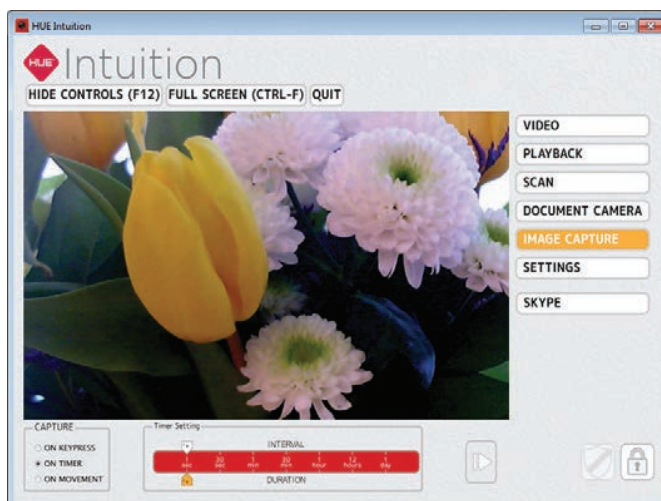 HUE Intuition
HUE Intuition
HIDE CONTROLS (F12) FULL SCREEN (CTRL-F) QUIT
VIDEO
PLAYBACK
SCAN
DOCUMENT CAMERA
IMAGE CAPTURE
SETTINGS
SKYPE
CAPTURE
ON KEYPRESS
ON TIMER
ON MOVEMENT
Timer Setting
INTERVAL
1 sec 30 sec 1 min 30 min 1 hour 12 hours 1 day
DURATION